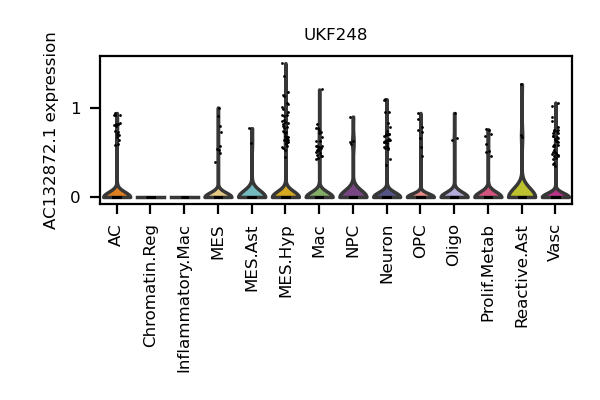 UKF248
AC132872.1 expression
1
0
AC
Chromatin.Reg
Inflammatory.Mac
MES
MES.Ast
MES.Hyp
Mac
NPC
Neuron
OPC
Oligo
Prolif.Metab
Reactive.Ast
Vasc